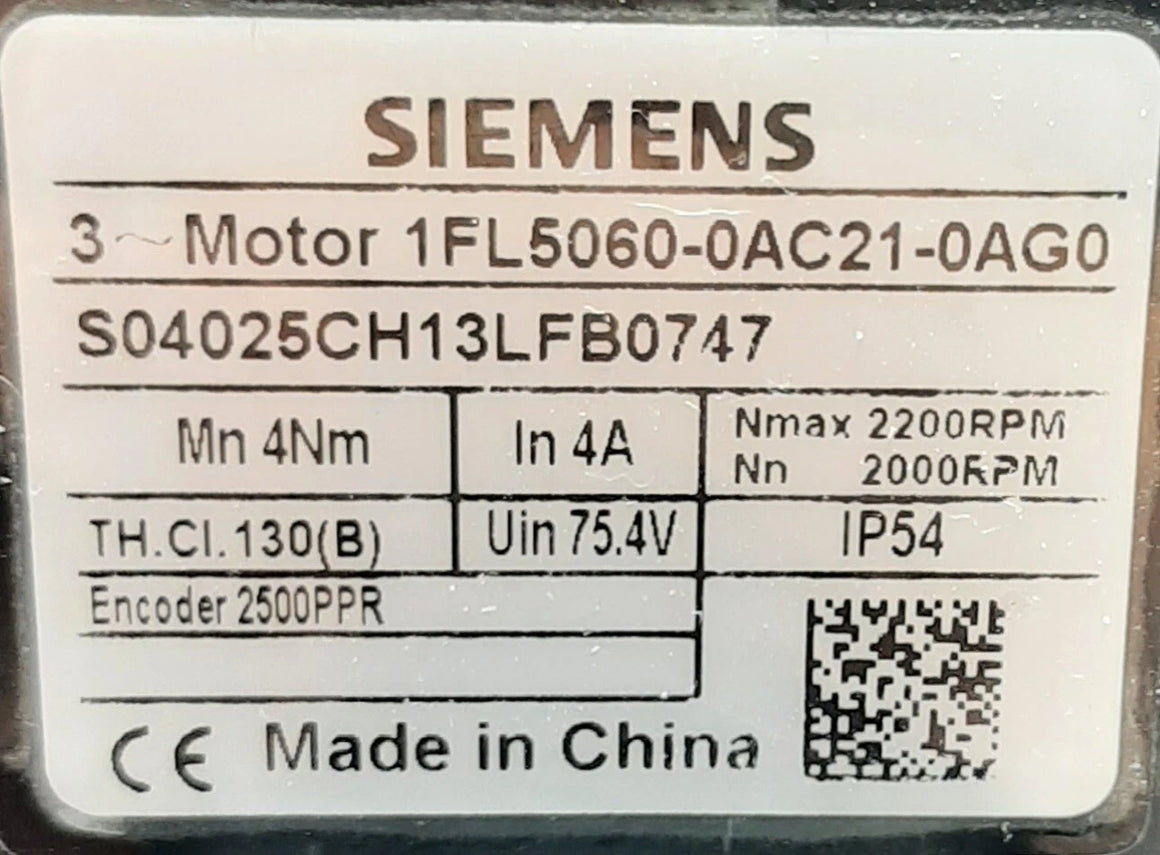 SIEMENS
3 ~ Motor 1FL5060-0AC21-0AG0
S04025CH13LFB0747
Mn 4Nm
In 4A
Nmax 2200RPM
Nn 2000RPM
TH.Cl.130(B)
Uin 75.4V
IP54
Encoder 2500PPR
CE Made in China